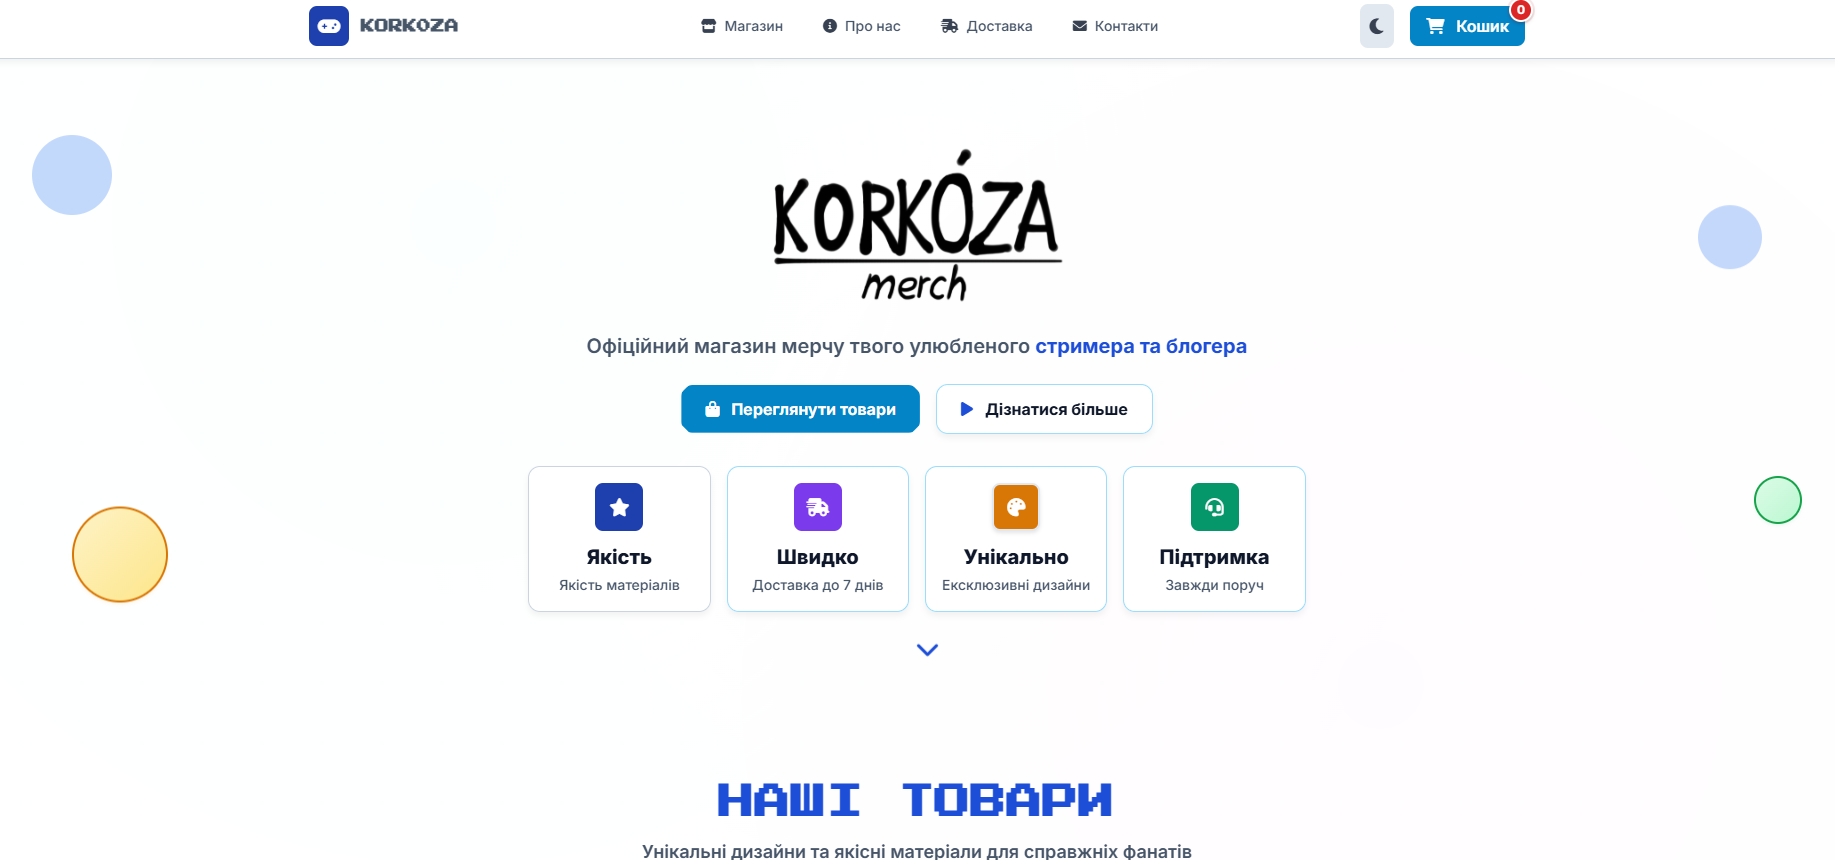 KORKOZA
Магазин
Про нас
Доставка
Контакти
Кошик
0
KORKÓZA
merch
Офіційний магазин мерчу твого улюбленого стримера та блогера
Переглянути товари
Дізнатися більше
Якість
Якість матеріалів
Швидко
Доставка до 7 днів
Унікально
Ексклюзивні дизайни
Підтримка
Завжди поруч
НАШІ ТОВАРИ
Унікальні дизайни та якісні матеріали для справжніх фанатів